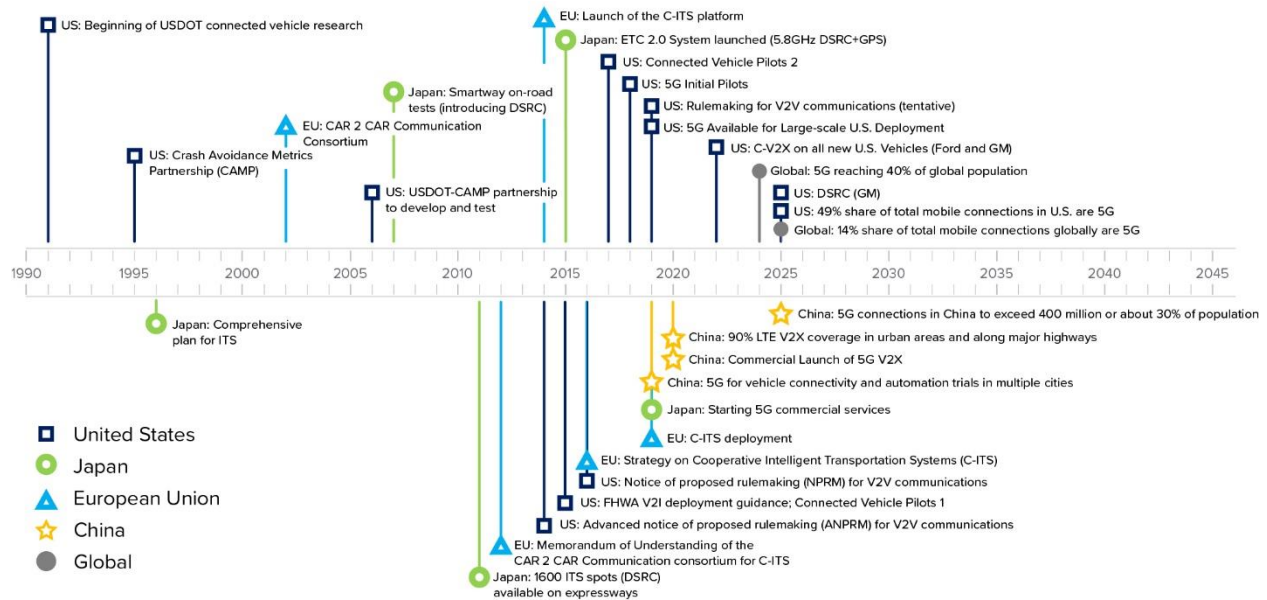 US: Beginning of USDOT connected vehicle research
EU: Launch of the C-ITS platform
Japan: ETC 2.0 System launched (5.8GHz DSRC+GPS)
US: Connected Vehicle Pilots 2
US: 5G Initial Pilots
Japan: Smartway on-road
tests (introducing DSRC)
US: Rulemaking for V2V communications (tentative)
EU: CAR 2 CAR Communication
Consortium
US: 5G Available for Large-scale U.S. Deployment
US: C-V2X on all new U.S. Vehicles (Ford and GM)
US: Crash Avoidance Metrics
Partnership (CAMP)
Global: 5G reaching 40% of global population
US: USDOT-CAMP partnership
to develop and test
US: DSRC (GM)
US: 49% share of total mobile connections in U.S. are 5G
Global: 14% share of total mobile connections globally are 5G
1990 1995 2000 2005 2010 2015 2020 2025 2030 2035 2040 2045
China: 5G connections in China to exceed 400 million or about 30% of population
Japan: Comprehensive
plan for ITS
China: 90% LTE V2X coverage in urban areas and along major highways
China: Commercial Launch of 5G V2X
China: 5G for vehicle connectivity and automation trials in multiple cities
Japan: Starting 5G commercial services
EU: C-ITS deployment
EU: Strategy on Cooperative Intelligent Transportation Systems (C-ITS)
US: Notice of proposed rulemaking (NPRM) for V2V communications
US: FHWA V2I deployment guidance; Connected Vehicle Pilots 1
US: Advanced notice of proposed rulemaking (ANPRM) for V2V communications
EU: Memorandum of Understanding of the
CAR 2 CAR Communication consortium for C-ITS
Japan: 1600 ITS spots (DSRC)
available on expressways
United States
Japan
European Union
China
Global